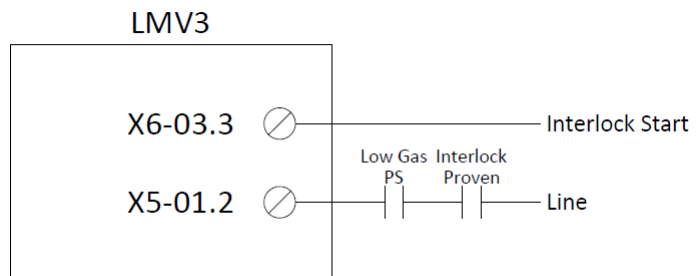 LMV3
X6-03.3
Interlock Start
Low Gas
PS
Interlock
Proven
X5-01.2
Line